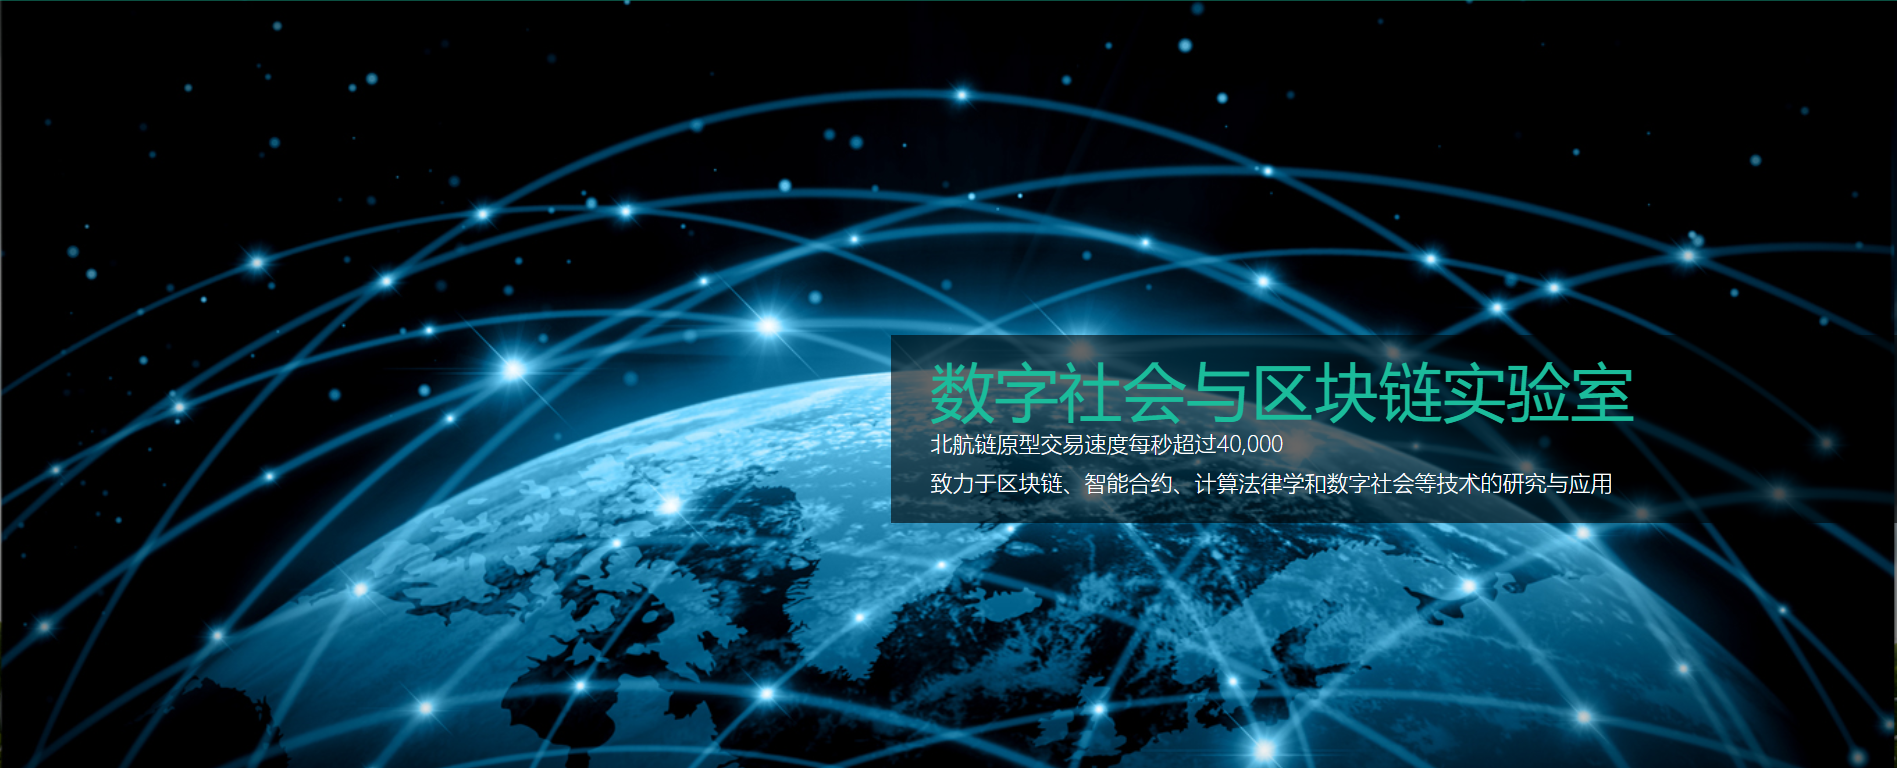 数字社会与区块链实验室
北航链原型交易速度每秒超过40,000
致力于区块链、智能合约、计算法律学和数字社会等技术的研究与应用